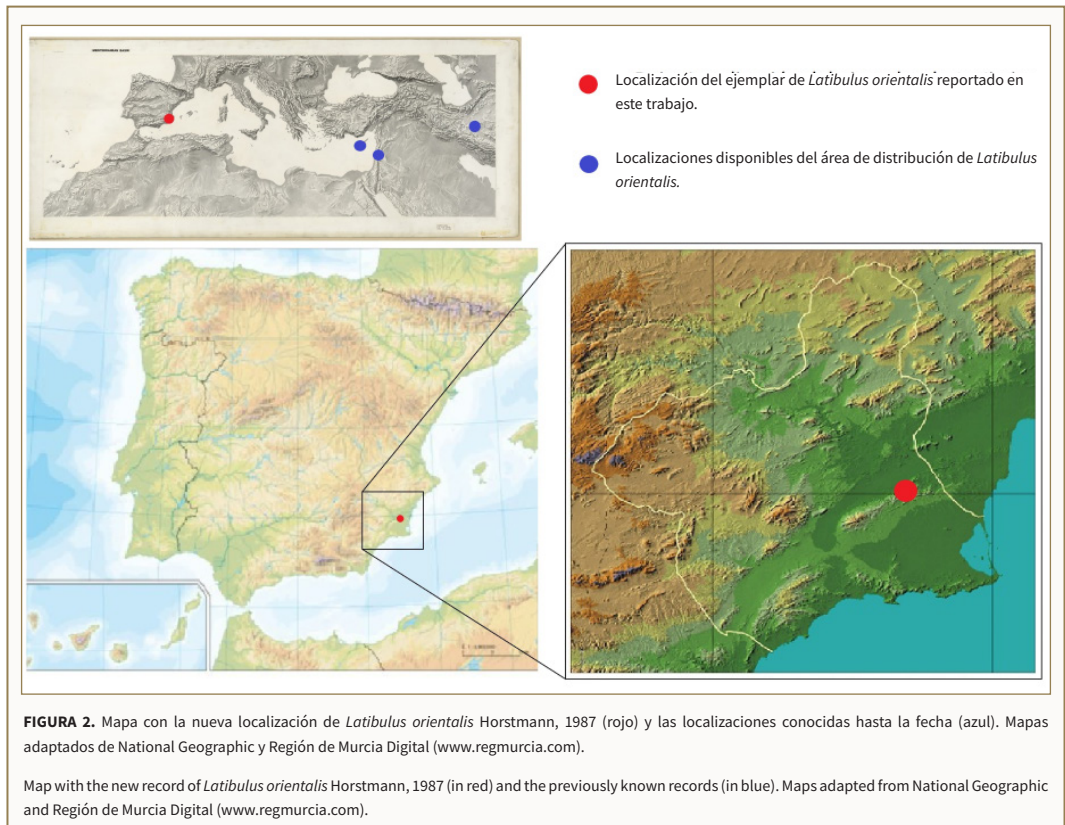 MEDITERRANEAN BASIN
Localización del ejemplar de Latibulus orientalis reportado en
este trabajo.
Localizaciones disponibles del área de distribución de Latibulus
orientalis.
FIGURA 2. Mapa con la nueva localización de Latibulus orientalis Horstmann, 1987 (rojo) y las localizaciones conocidas hasta la fecha (azul). Mapas
adaptados de National Geographic y Región de Murcia Digital (www.regmurcia.com).
Map with the new record of Latibulus orientalis Horstmann, 1987 (in red) and the previously known records (in blue). Maps adapted from National Geographic
and Región de Murcia Digital (www.regmurcia.com).